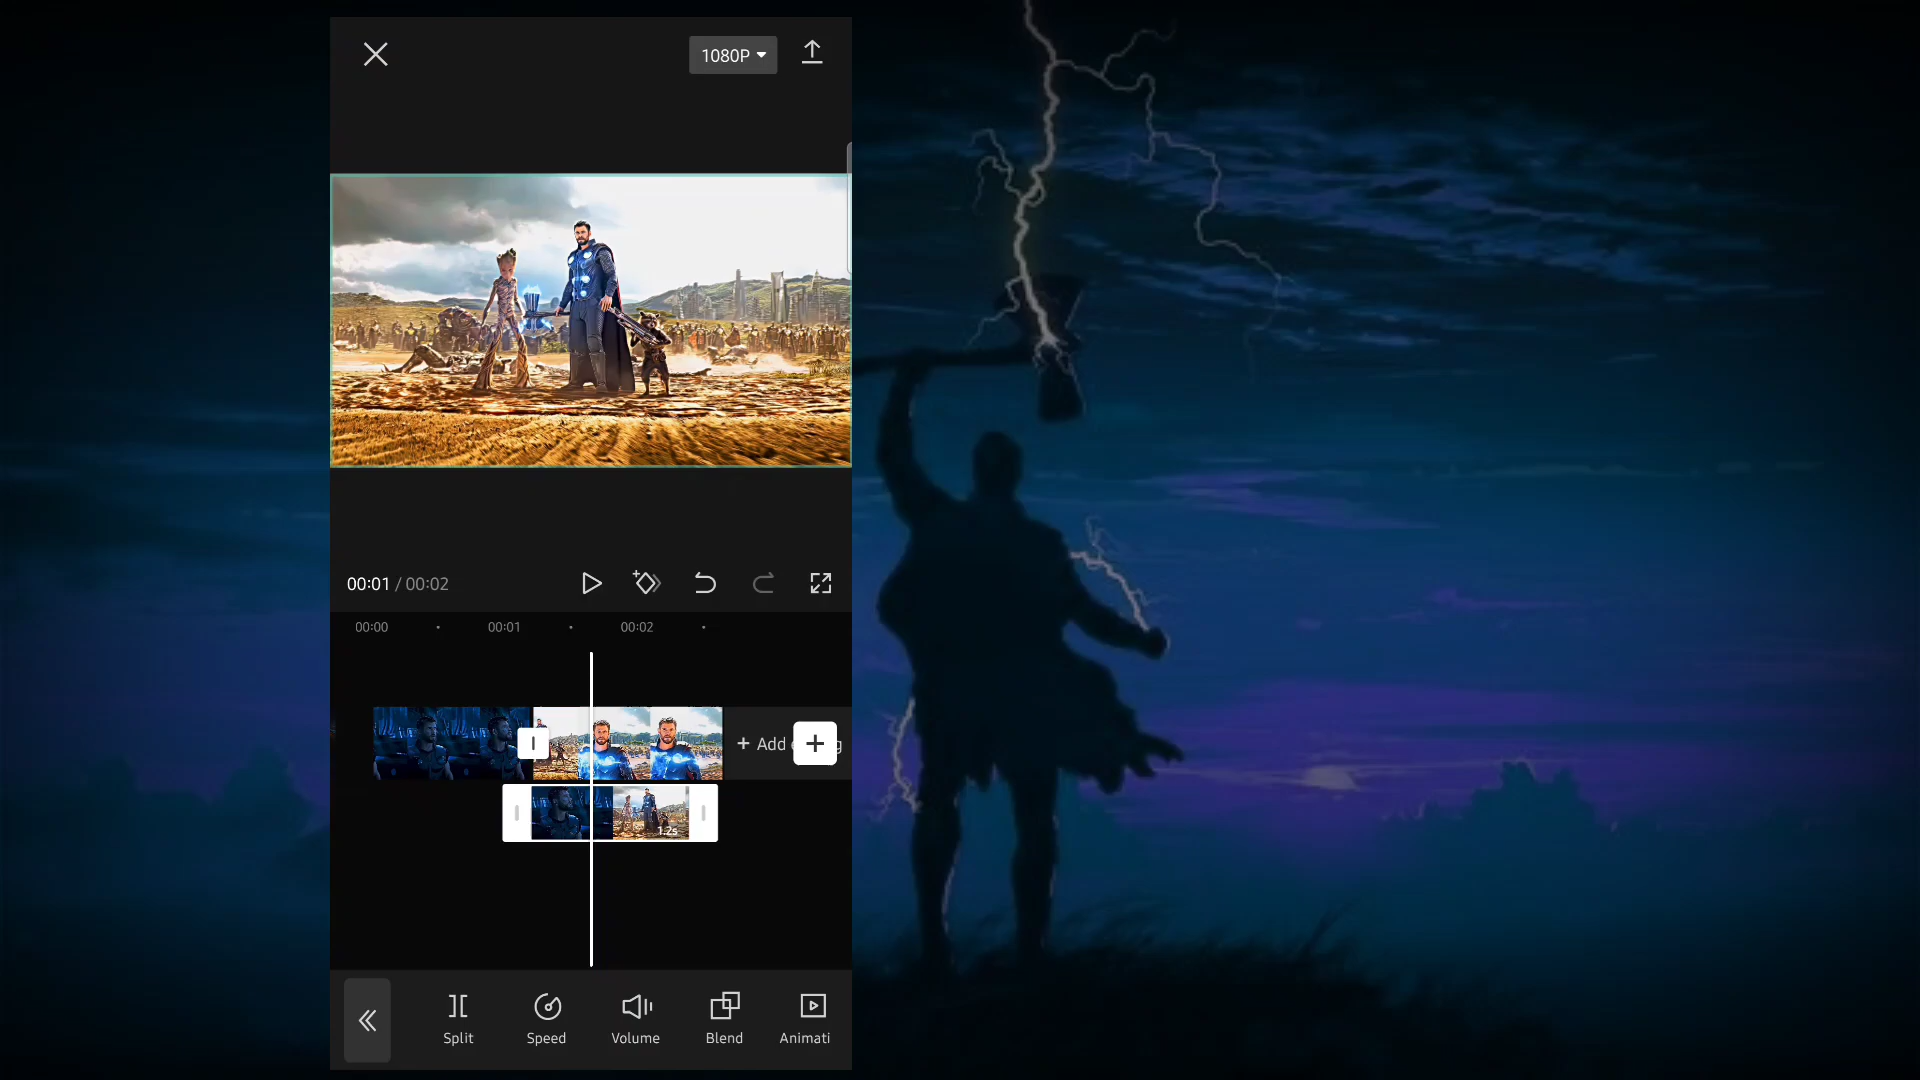 1080P
00:01 / 00:02
00:00 00:01 00:02
+ Add
1.2s
Split Speed Volume Blend Animati